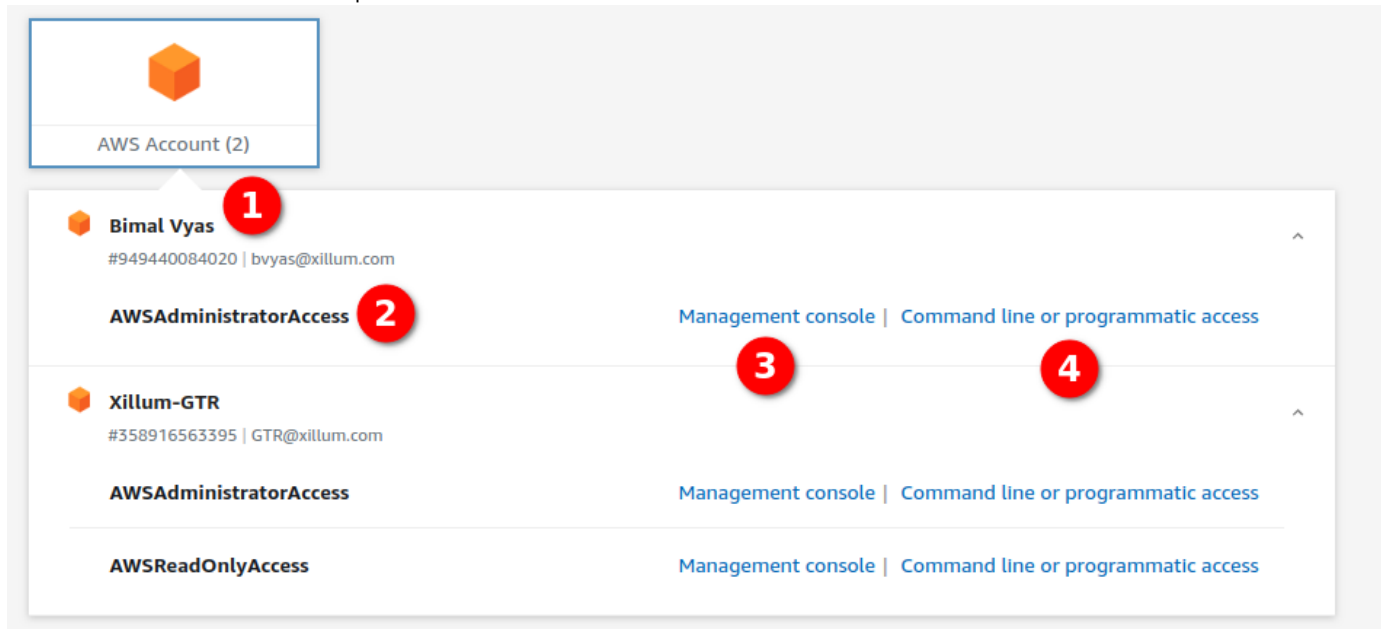 AWS Account (2)
1
Bimal Vyas
#949440084020 | bvyas@xillum.com
AWSAdministratorAccess 2 Management console | Command line or programmatic access
3 4
Xillum-GTR
#358916563395 | GTR@xillum.com
AWSAdministratorAccess Management console | Command line or programmatic access
AWSReadOnlyAccess Management console | Command line or programmatic access